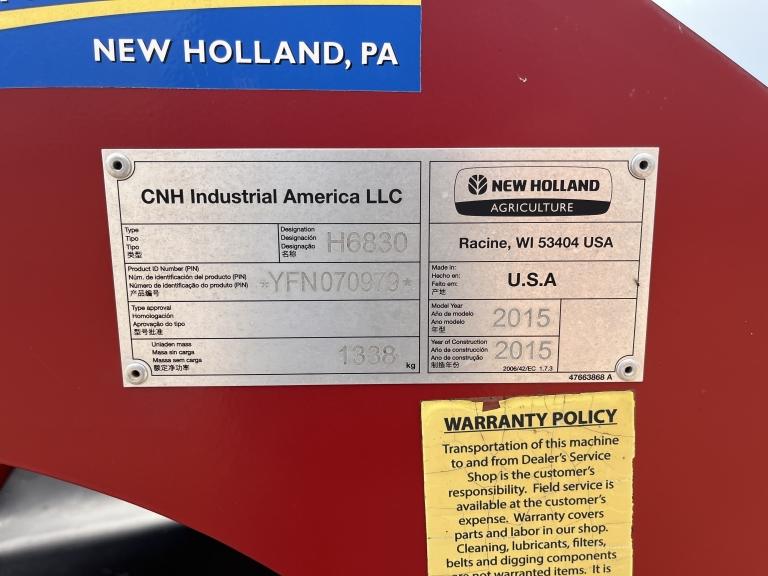 NEW HOLLAND, PA
CNH Industrial America LLC
NEW HOLLAND
AGRICULTURE
Racine, WI 53404 USA
Type
Tipo
Tipo
类型
Designation
Designación
Designação
名称
H6830
Product ID Number (PIN)
Núm. de identificación del producto (PIN)
Número de identificação do produto (PIN)
产品编号
*YFN070979*
Made in:
Hecho en:
Feito em:
产地
U.S.A
Type approval
Homologación
Aprovação do tipo
型号批准
Model Year
Año de modelo
Ano modelo
年型
2015
Unladen mass
Masa sin carga
Massa sem carga
额定净功率
1338
kg
Year of Construction
Año de construcción
Ano de construção
制造年份
2015
2006/42/EC 1.7.3
47663868 A
WARRANTY POLICY
Transportation of this machine
to and from Dealer's Service
Shop is the customer's
responsibility. Field service is
available at the customer's
expense. Warranty covers
parts and labor in our shop.
Cleaning, lubricants, filters,
belts and digging components
are not warranted items. It is